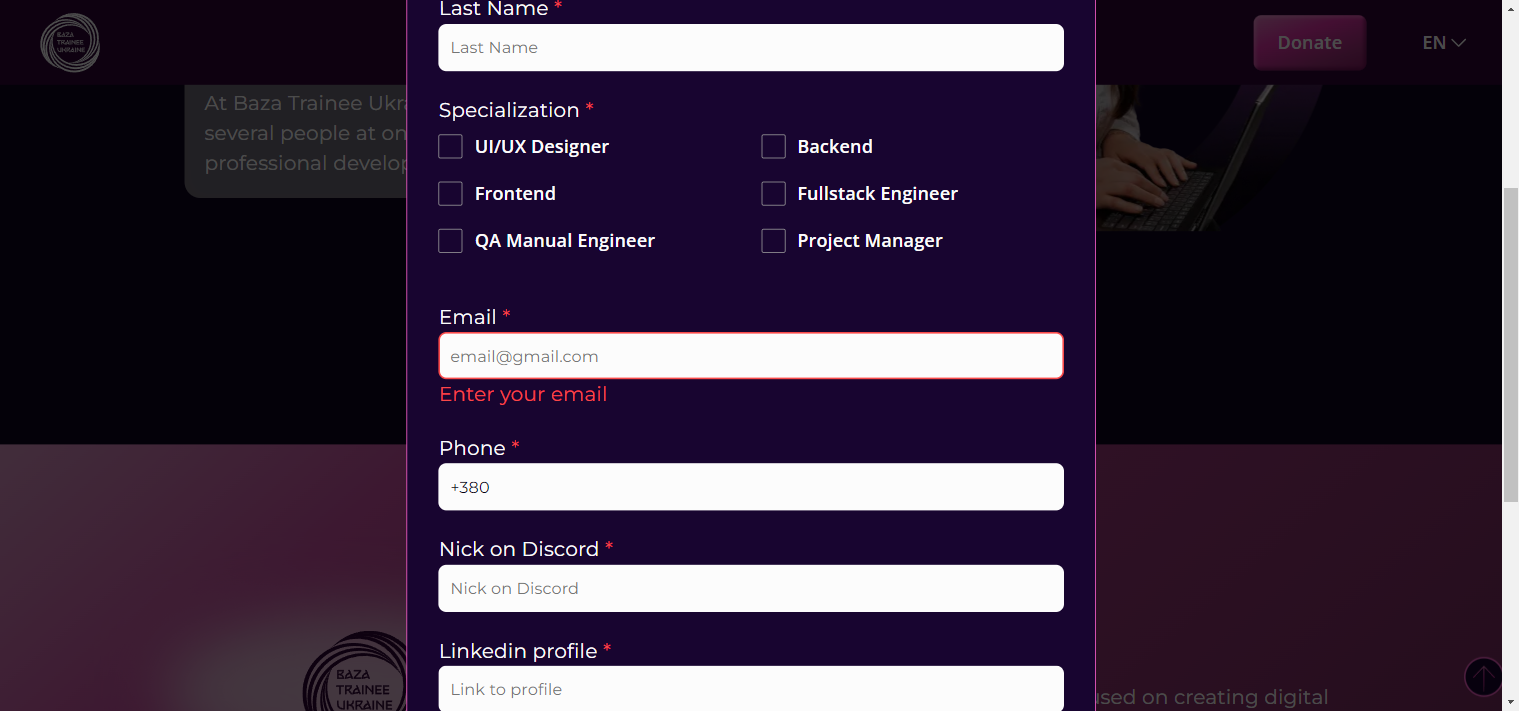 BAZA
TRAINEE
UKRAINE
Donate
EN
At Baza Trainee Ukra
several people at on
professional develop
Last Name *
Last Name
Specialization *
UI/UX Designer
Backend
Frontend
Fullstack Engineer
QA Manual Engineer
Project Manager
Email *
email@gmail.com
Enter your email
Phone *
+380
Nick on Discord *
Nick on Discord
Linkedin profile *
Link to profile
BAZA
TRAINEE
UKRAINE
used on creating digital